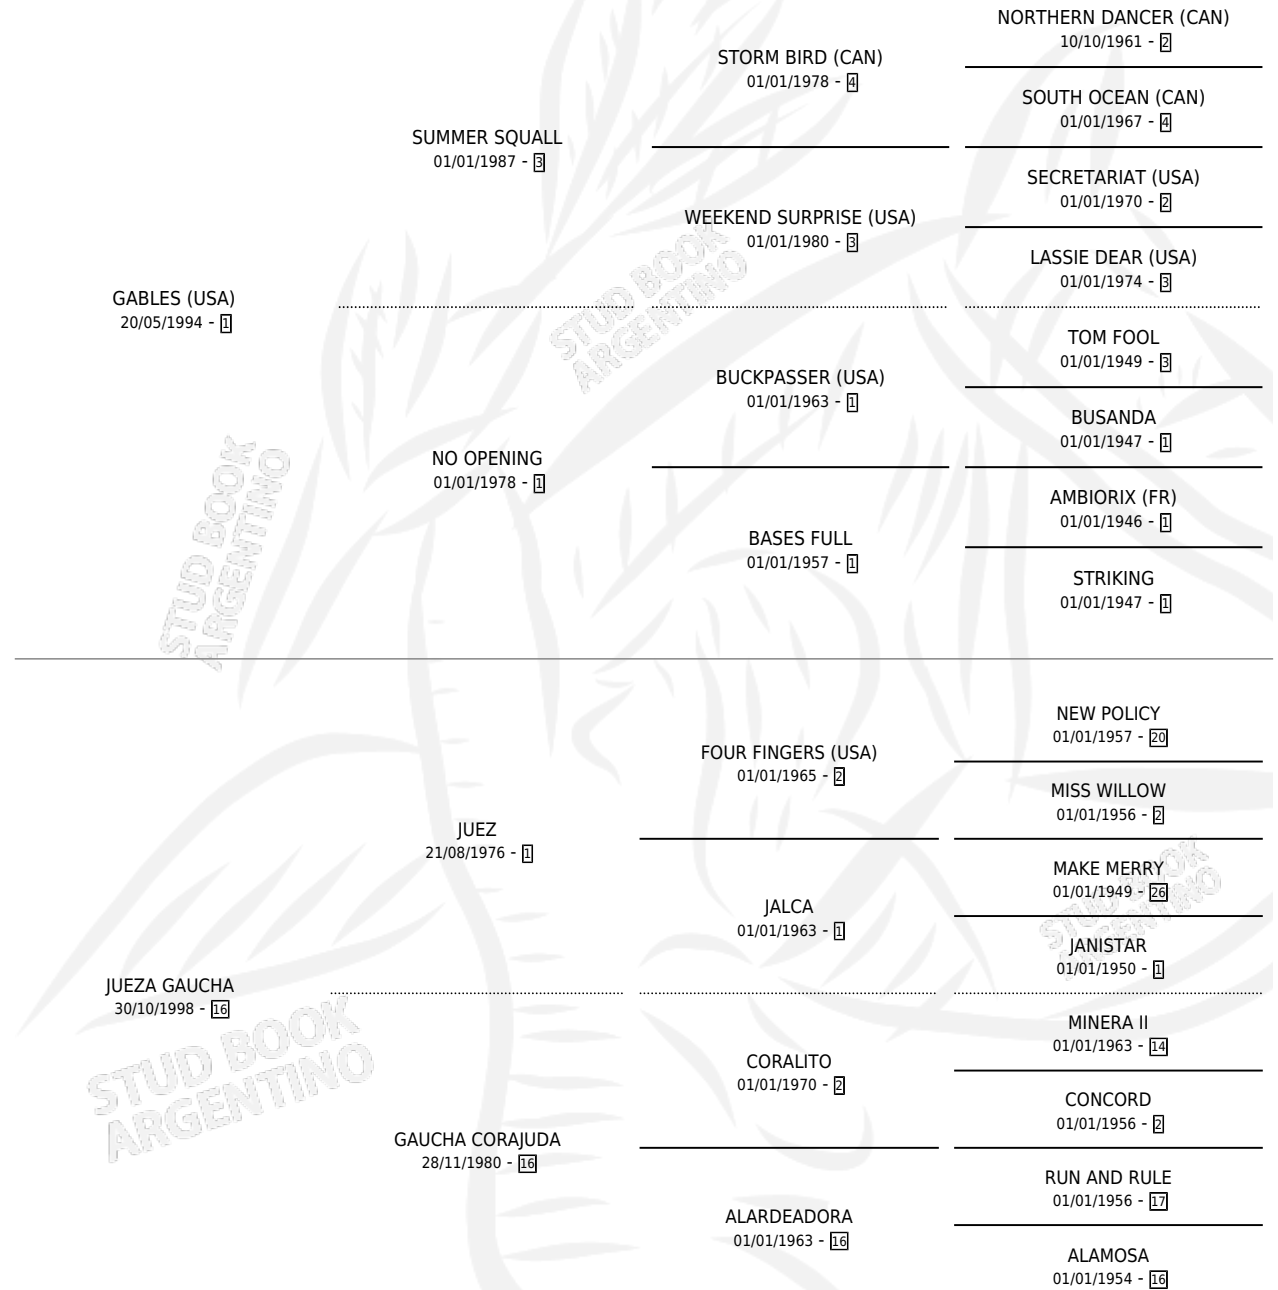 NORTHERN DANCER (CAN)
10/10/1961 - 2
STORM BIRD (CAN)
01/01/1978 - 4
SOUTH OCEAN (CAN)
01/01/1967 - 4
SUMMER SQUALL
01/01/1987 - 3
SECRETARIAT (USA)
01/01/1970 - 2
WEEKEND SURPRISE (USA)
01/01/1980 - 3
LASSIE DEAR (USA)
01/01/1974 - 3
GABLES (USA)
20/05/1994 - 1
TOM FOOL
01/01/1949 - 3
BUCKPASSER (USA)
01/01/1963 - 1
BUSANDA
01/01/1947 - 1
NO OPENING
01/01/1978 - 1
AMBIORIX (FR)
01/01/1946 - 1
BASES FULL
01/01/1957 - 1
STRIKING
01/01/1947 - 1
NEW POLICY
01/01/1957 - 20
FOUR FINGERS (USA)
01/01/1965 - 2
MISS WILLOW
01/01/1956 - 2
JUEZ
21/08/1976 - 1
MAKE MERRY
01/01/1949 - 26
JALCA
01/01/1963 - 1
JANISTAR
01/01/1950 - 1
JUEZA GAUCHA
30/10/1998 - 16
MINERA II
01/01/1963 - 14
CORALITO
01/01/1970 - 2
CONCORD
01/01/1956 - 2
GAUCHA CORAJUDA
28/11/1980 - 16
RUN AND RULE
01/01/1956 - 17
ALARDEADORA
01/01/1963 - 16
ALAMOSA
01/01/1954 - 16
STUD BOOK
ARGENTINO
STUD BOOK
ARGENTINO
STUD BOOK
ARGENTINO
STUD BOOK
ARGENTINO